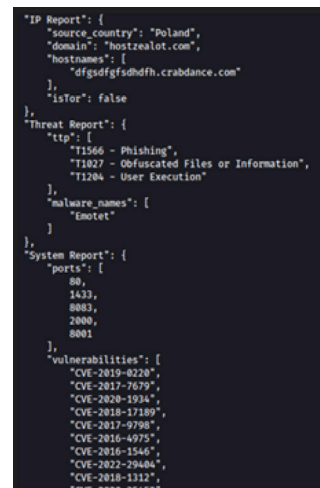 "IP Report": {
"source_country": "Poland",
"domain": "hostzealot.com",
"hostnames": [
"dfgsdfgfsdhdfh.crabdance.com"
],
"isTor": false
},
"Threat Report": {
"ttp": [
"T1566 - Phishing",
"T1027 - Obfuscated Files or Information",
"T1204 - User Execution"
],
"malware_names": [
"Emotet"
]
},
"System Report": {
"ports": [
80,
1433,
8083,
2000,
8001
],
"vulnerabilities": [
"CVE-2019-0220",
"CVE-2017-7679",
"CVE-2020-1934",
"CVE-2018-17189",
"CVE-2017-9798",
"CVE-2016-4975",
"CVE-2016-1546",
"CVE-2022-29404",
"CVE-2018-1312",